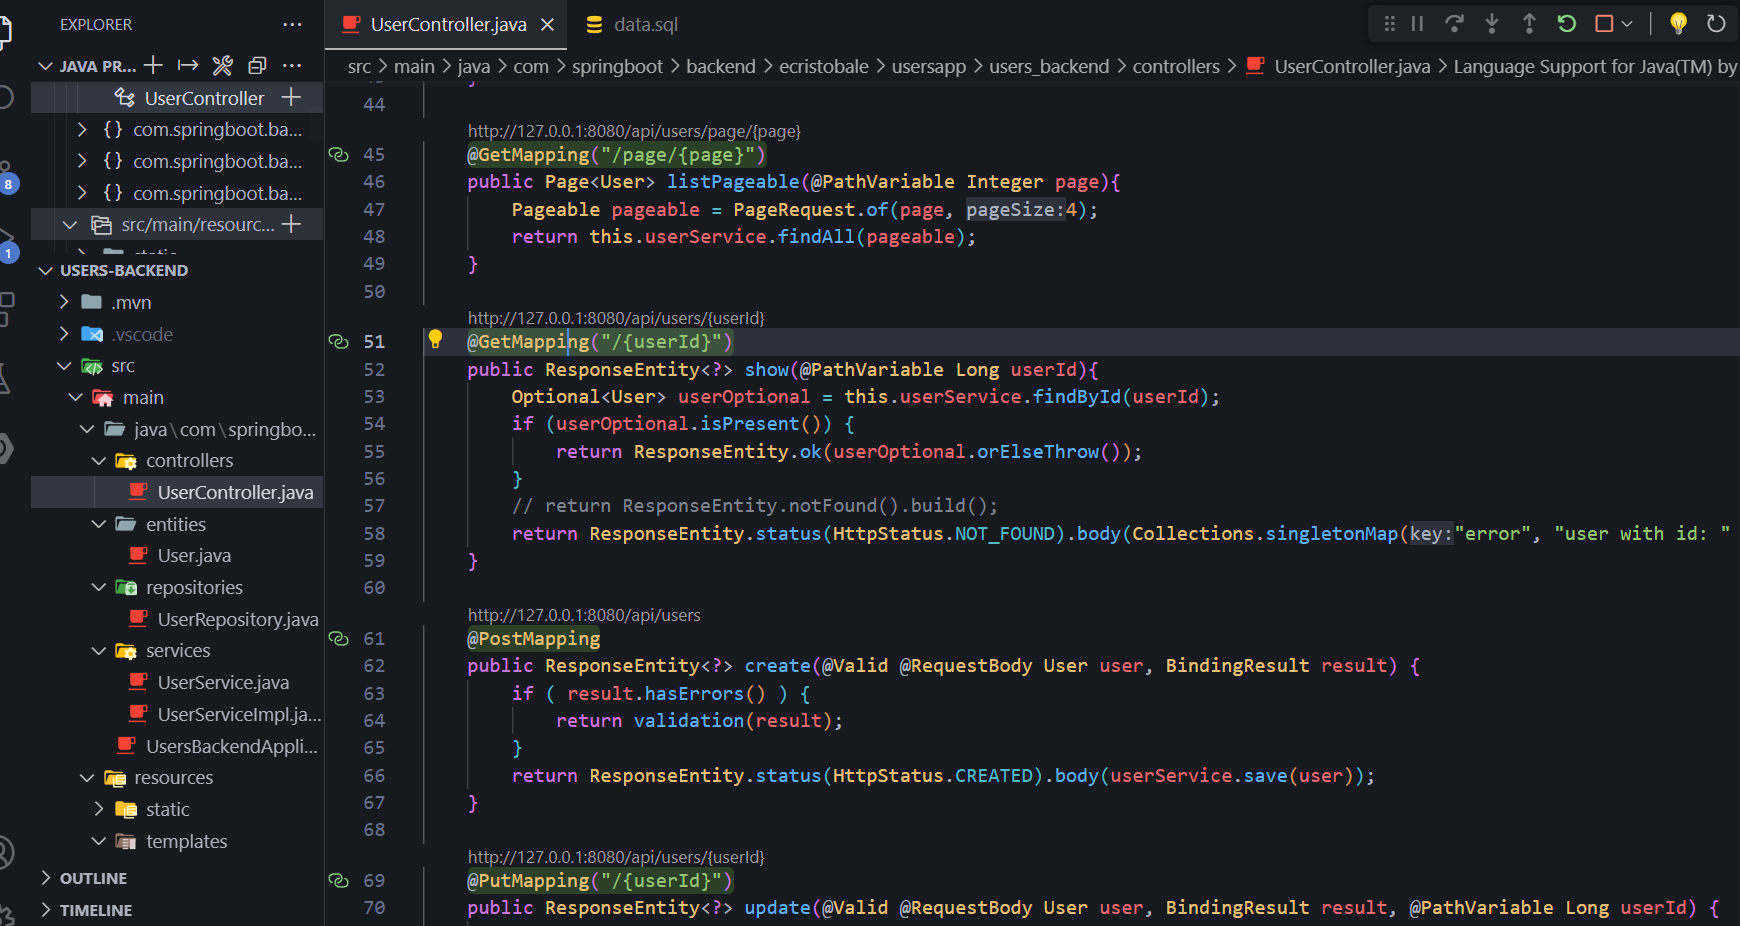 EXPLORER
JAVA PR...
UserController
com.springboot.ba...
com.springboot.ba...
com.springboot.ba...
src/main/resourc...
USERS-BACKEND
.mvn
.vscode
src
main
java\com\springbo...
controllers
UserController.java
entities
User.java
repositories
UserRepository.java
services
UserService.java
UserServiceImpl.ja...
UsersBackendAppli...
resources
static
templates
OUTLINE
TIMELINE
8
1
UserController.java
data.sql
src > main > java > com > springboot > backend > ecristobale > usersapp > users_backend > controllers > UserController.java > Language Support for Java(TM) by
44
http://127.0.0.1:8080/api/users/page/{page}
45 @GetMapping("/page/{page}")
46 public Page<User> listPageable(@PathVariable Integer page){
47 Pageable pageable = PageRequest.of(page, pageSize:4);
48 return this.userService.findAll(pageable);
49 }
50
http://127.0.0.1:8080/api/users/{userId}
51 @GetMapping("/{userId}")
52 public ResponseEntity<?> show(@PathVariable Long userId){
53 Optional<User> userOptional = this.userService.findById(userId);
54 if (userOptional.isPresent()) {
55 return ResponseEntity.ok(userOptional.orElseThrow());
56 }
57 // return ResponseEntity.notFound().build();
58 return ResponseEntity.status(HttpStatus.NOT_FOUND).body(Collections.singletonMap(key:"error", "user with id: "
59 }
60
http://127.0.0.1:8080/api/users
61 @PostMapping
62 public ResponseEntity<?> create(@Valid @RequestBody User user, BindingResult result) {
63 if ( result.hasErrors() ) {
64 return validation(result);
65 }
66 return ResponseEntity.status(HttpStatus.CREATED).body(userService.save(user));
67 }
68
http://127.0.0.1:8080/api/users/{userId}
69 @PutMapping("/{userId}")
70 public ResponseEntity<?> update(@Valid @RequestBody User user, BindingResult result, @PathVariable Long userId) {